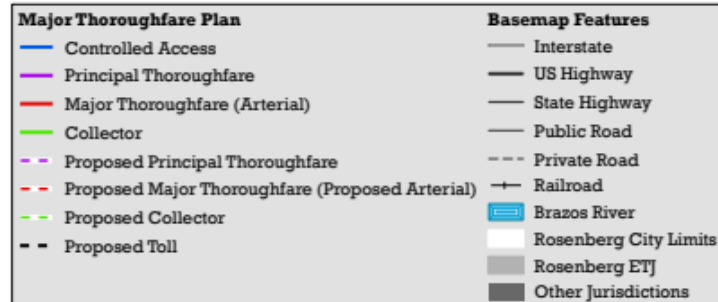 Major Thoroughfare Plan
Controlled Access
Principal Thoroughfare
Major Thoroughfare (Arterial)
Collector
Proposed Principal Thoroughfare
Proposed Major Thoroughfare (Proposed Arterial)
Proposed Collector
Proposed Toll
Basemap Features
Interstate
US Highway
State Highway
Public Road
Private Road
Railroad
Brazos River
Rosenberg City Limits
Rosenberg ETJ
Other Jurisdictions